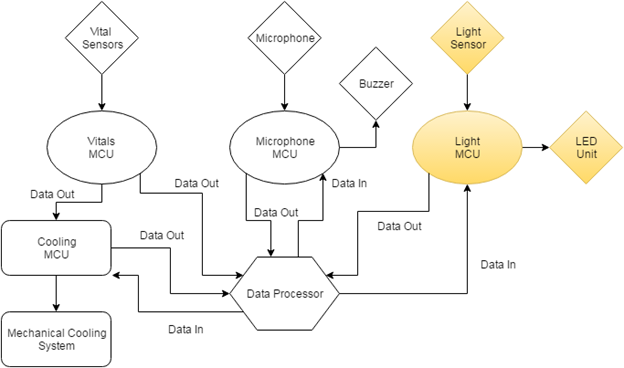 Vital
Sensors
Microphone
Light
Sensor
Buzzer
Vitals
MCU
Microphone
MCU
Light
MCU
LED
Unit
Data Out
Data Out
Data In
Data Out
Data Out
Cooling
MCU
Data Out
Data In
Data Processor
Data In
Mechanical Cooling
System